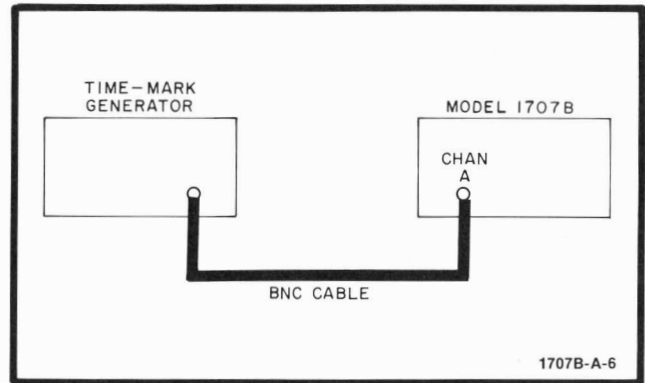 TIME-MARK
GENERATOR
MODEL 1707B
CHAN
A
BNC CABLE
1707B-A-6